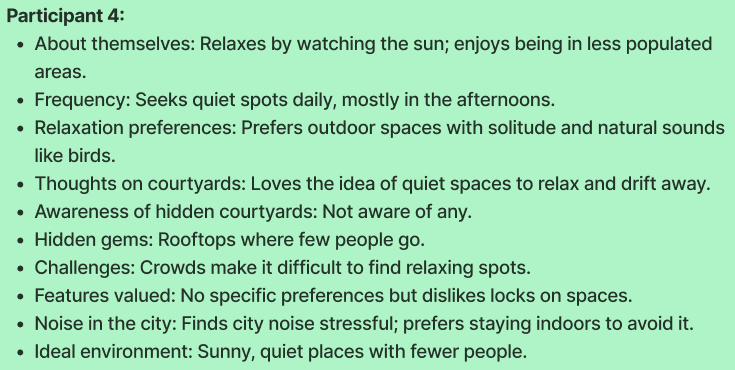 Participant 4:
• About themselves: Relaxes by watching the sun; enjoys being in less populated
areas.
• Frequency: Seeks quiet spots daily, mostly in the afternoons.
• Relaxation preferences: Prefers outdoor spaces with solitude and natural sounds
like birds.
• Thoughts on courtyards: Loves the idea of quiet spaces to relax and drift away.
• Awareness of hidden courtyards: Not aware of any.
• Hidden gems: Rooftops where few people go.
• Challenges: Crowds make it difficult to find relaxing spots.
• Features valued: No specific preferences but dislikes locks on spaces.
• Noise in the city: Finds city noise stressful; prefers staying indoors to avoid it.
• Ideal environment: Sunny, quiet places with fewer people.